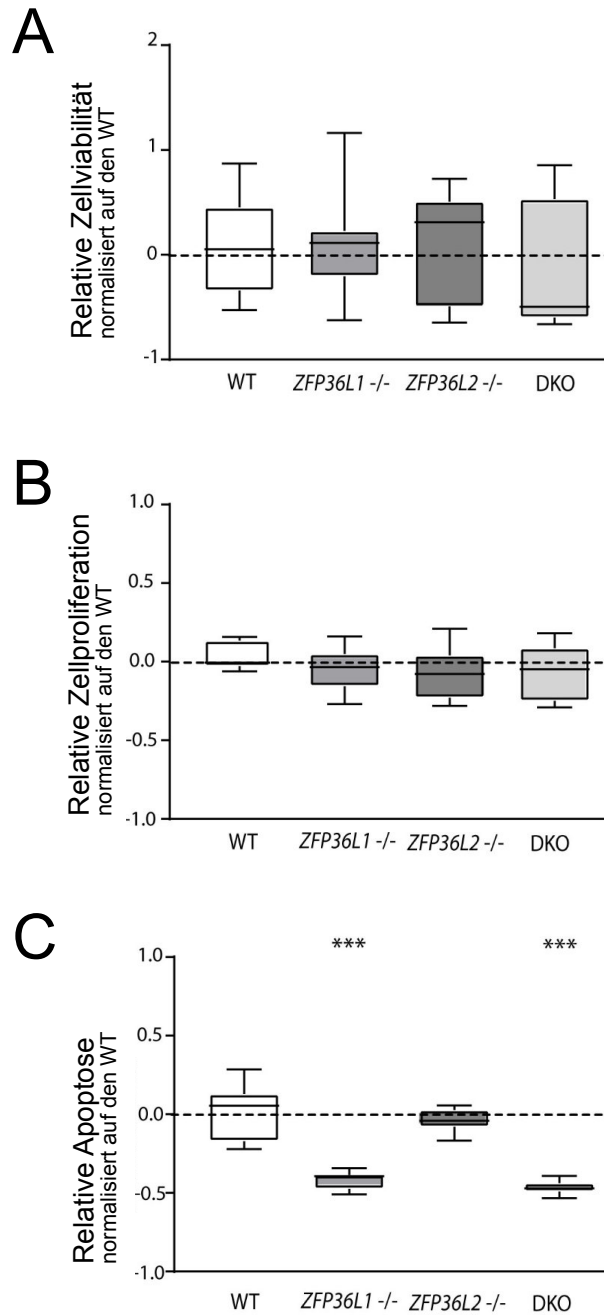 A
Relative Zellviabilität
normalisiert auf den WT
2
1
0
-1
WT ZFP36L1 -/- ZFP36L2 -/- DKO
B
Relative Zellproliferation
normalisiert auf den WT
1.0
0.5
0.0
-0.5
-1.0
WT ZFP36L1 -/- ZFP36L2 -/- DKO
C
Relative Apoptose
normalisiert auf den WT
*** ***
1.0
0.5
0.0
-0.5
-1.0
WT ZFP36L1 -/- ZFP36L2 -/- DKO